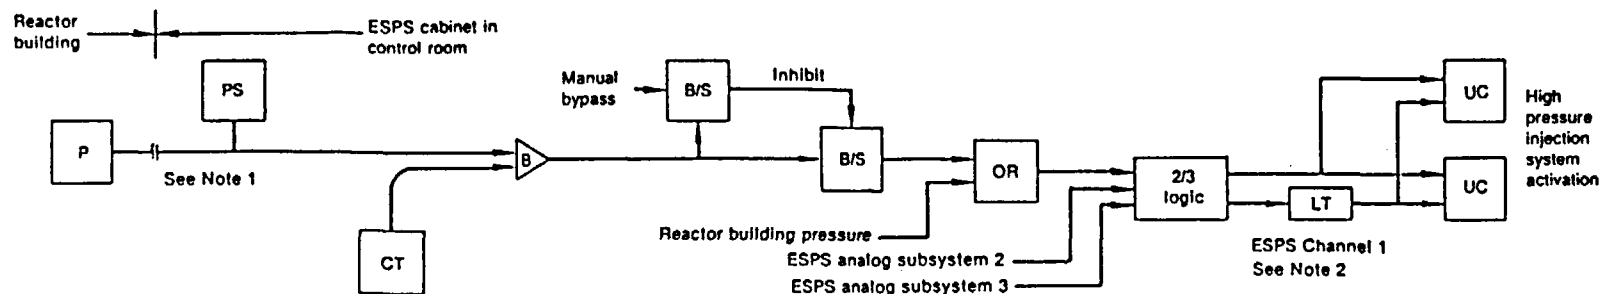 Reactor
building
ESPS cabinet in
control room
PS
P
See Note 1
CT
B
Manual
bypass
B/S
Inhibit
B/S
OR
Reactor building pressure
ESPS analog subsystem 2
ESPS analog subsystem 3
2/3
logic
LT
ESPS Channel 1
See Note 2
UC
UC
High
pressure
injection
system
activation